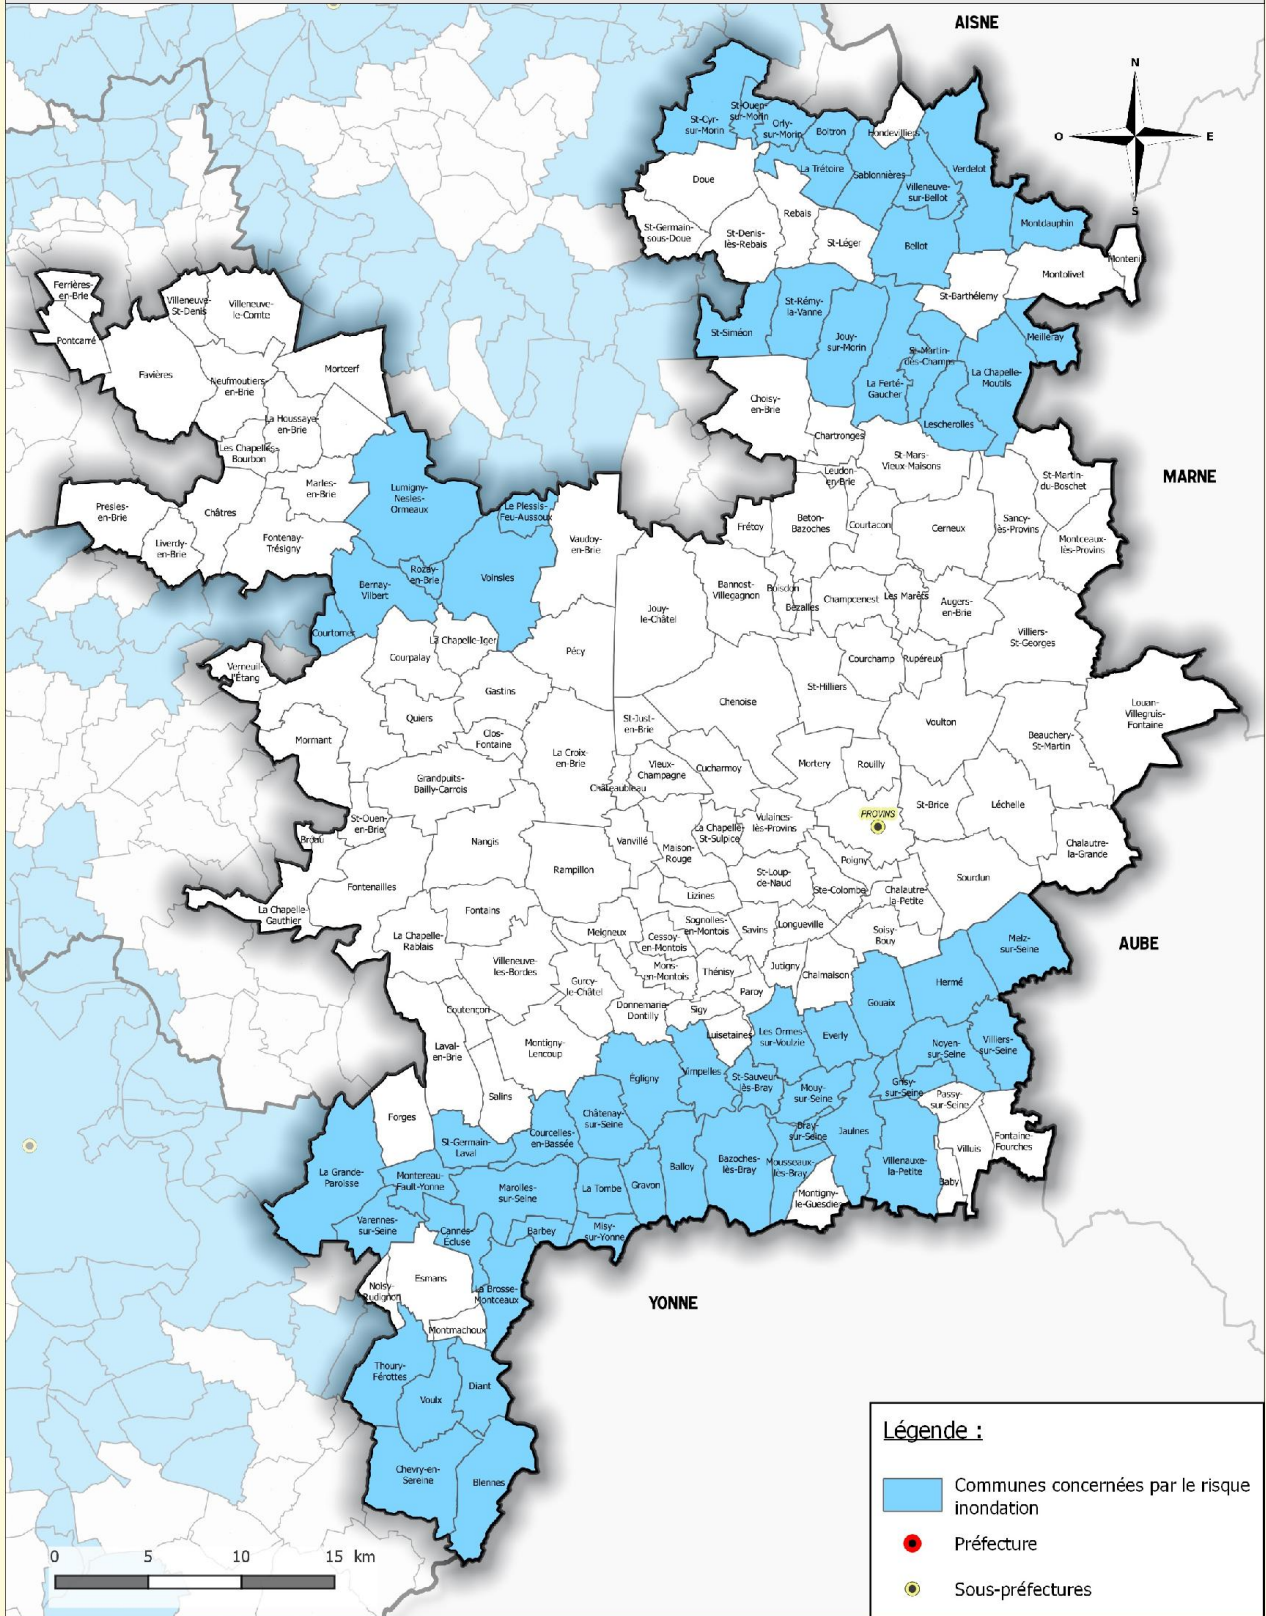 AISNE
N
O
E
S
St-Cyr-
sur-Morin
St-Ouen-
sur-Morin
Orly-
sur-Morin
Boitron
Hondevilliers
La Trétoire
Sablonnières
Villeneuve-
sur-Bellot
Verdelot
Doue
Rebais
St-Germain-
sous-Doue
St-Denis-
lès-Rebais
St-Léger
Bellot
Montdauphin
Montolivet
Montenils
St-Barthélemy
Ferrières-
en-Brie
Pontcarré
Villeneuve-
St-Denis
Villeneuve-
le-Comte
Favières
Neufmoutiers-
en-Brie
Mortcerf
La Houssaye-
en-Brie
Les Chapelles-
Bourbon
Marles-
en-Brie
Presles-
en-Brie
Châtres
Liverdy-
en-Brie
Fontenay-
Trésigny
St-Siméon
St-Rémy-
la-Vanne
Jouy-
sur-Morin
St-Martin-
des-Champs
Meilleray
La Ferté-
Gaucher
La Chapelle-
Moutils
Lescherolles
Choisy-
en-Brie
Chartronges
St-Mars-
Vieux-Maisons
Leudon-
en-Brie
St-Martin-
du-Boschet
MARNE
Lumigny-
Nesles-
Ormeaux
Le Plessis-
Feu-Aussoux
Vaudoy-
en-Brie
Frétoy
Beton-
Bazoches
Courtacon
Cerneux
Sancy-
lès-Provins
Montceaux-
lès-Provins
Bernay-
Vilbert
Rozay-
en-Brie
Voinsles
Courtomer
Jouy-
le-Châtel
Bannost-
Villegagnon
Boisdon
Bezalles
Champcenest
Les Marêts
Augers-
en-Brie
Villiers-
St-Georges
Verneuil-
l'Étang
Courpalay
La Chapelle-Iger
Pécy
Gastins
Courchamp
Rupéreux
St-Hilliers
Chenoise
Voulton
Louan-
Villegruis-
Fontaine
Beauchery-
St-Martin
Mormant
Quiers
Clos-
Fontaine
La Croix-
en-Brie
St-Just-
en-Brie
Vieux-
Champagne
Cucharmoy
Mortery
Rouilly
Châteaubleau
Grandpuits-
Bailly-Carrois
PROVINS
St-Brice
Léchelle
Chalautre-
la-Grande
St-Ouen-
en-Brie
Bréau
Nangis
Vanvillé
Maison-
Rouge
La Chapelle-
St-Sulpice
Vulaines-
lès-Provins
Poigny
Sourdun
Fontenailles
Rampillon
St-Loup-
de-Naud
Ste-Colombe
Chalautre-
la-Petite
Lizines
La Chapelle-
Gauthier
Fontains
La Chapelle-
Rablais
Meigneux
Cessoy-
en-Montois
Sognolles-
en-Montois
Savins
Longueville
Soisy-
Bouy
Melz-
sur-Seine
AUBE
Villeneuve-
les-Bordes
Gurcy-
le-Châtel
Mons-
en-Montois
Thénisy
Jutigny
Chalmaison
Hermé
Gouaix
Paroy
Coutençon
Donnemarie-
Dontilly
Sigy
Luisetaines
Les Ormes-
sur-Voulzie
Everly
Noyen-
sur-Seine
Villiers-
sur-Seine
Laval-
en-Brie
Montigny-
Lencoup
Égligny
Vimpelles
St-Sauveur-
lès-Bray
Mouy-
sur-Seine
Grisy-
sur-Seine
Passy-
sur-Seine
Salins
Forges
Châtenay-
sur-Seine
Courcelles-
en-Bassée
St-Germain-
Laval
Bray-
sur-Seine
Jaulnes
Villuis
Fontaine-
Fourches
La Grande-
Paroisse
Montereau-
Fault-Yonne
Marolles-
sur-Seine
La Tombe
Gravon
Balloy
Bazoches-
lès-Bray
Mousseaux-
lès-Bray
Villenauxe-
la-Petite
Baby
Montigny-
le-Guesdier
Varennes-
sur-Seine
Cannes-
Écluse
Barbey
Misy-
sur-Yonne
Esmans
Noisy-
Rudignon
La Brosse-
Montceaux
YONNE
Montmachoux
Thoury-
Férottes
Voulx
Diant
Chevry-en-
Sereine
Blennes
Légende :
Communes concernées par le risque
inondation
Préfecture
Sous-préfectures
0 5 10 15 km